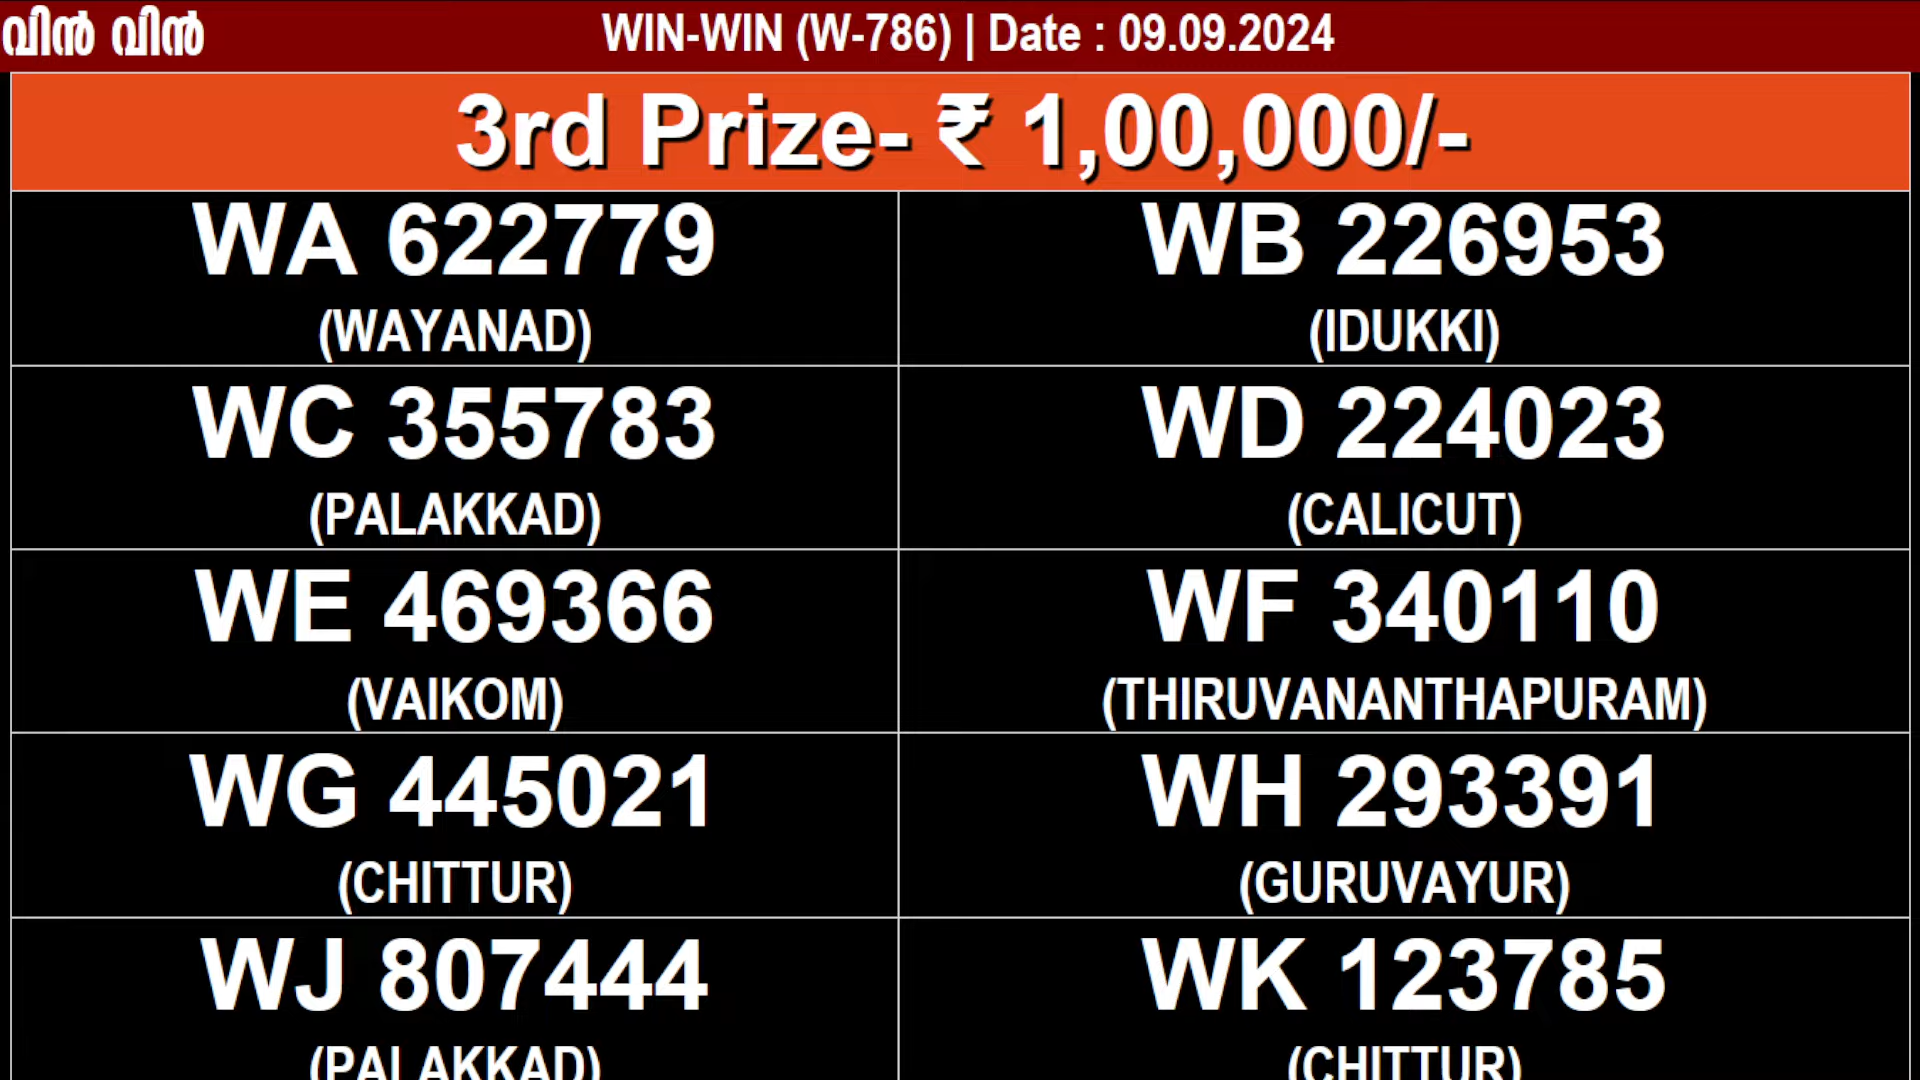 വിൻ വിൻ WIN-WIN (W-786) | Date : 09.09.2024
3rd Prize- ₹ 1,00,000/-
WA 622779 WB 226953
(WAYANAD) (IDUKKI)
WC 355783 WD 224023
(PALAKKAD) (CALICUT)
WE 469366 WF 340110
(VAIKOM) (THIRUVANANTHAPURAM)
WG 445021 WH 293391
(CHITTUR) (GURUVAYUR)
WJ 807444 WK 123785
(PALAKKAD) (CHITTUR)